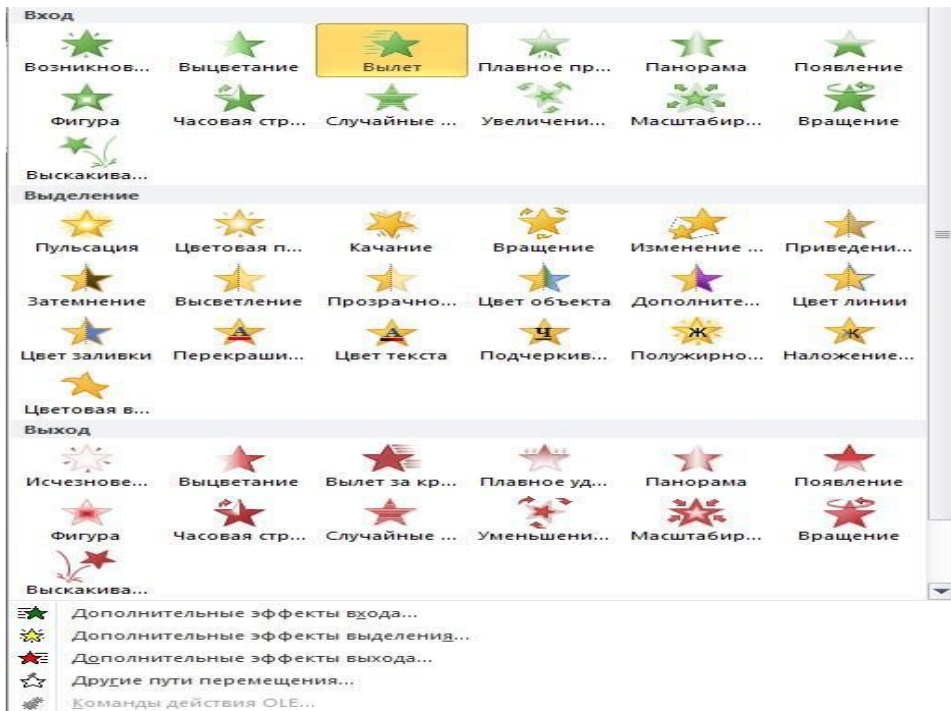 Вход
Возникнов... Выцветание Вылет Плавное пр... Панорама Появление
Фигура Часовая стр... Случайные ... Увеличени... Масштабир... Вращение
Выскакива...
Выделение
Пульсация Цветовая п... Качание Вращение Изменение ... Приведени...
Затемнение Высветление Прозрачно... Цвет объекта Дополните... Цвет линии
Цвет заливки Перекраши... Цвет текста Подчеркив... Полужирно... Наложение...
Цветовая в...
Выход
Исчезнове... Выцветание Вылет за кр... Плавное уд... Панорама Появление
Фигура Часовая стр... Случайные ... Уменьшени... Масштабир... Вращение
Выскакива...
Дополнительные эффекты входа...
Дополнительные эффекты выделения...
Дополнительные эффекты выхода...
Другие пути перемещения...
Команды действия OLE...